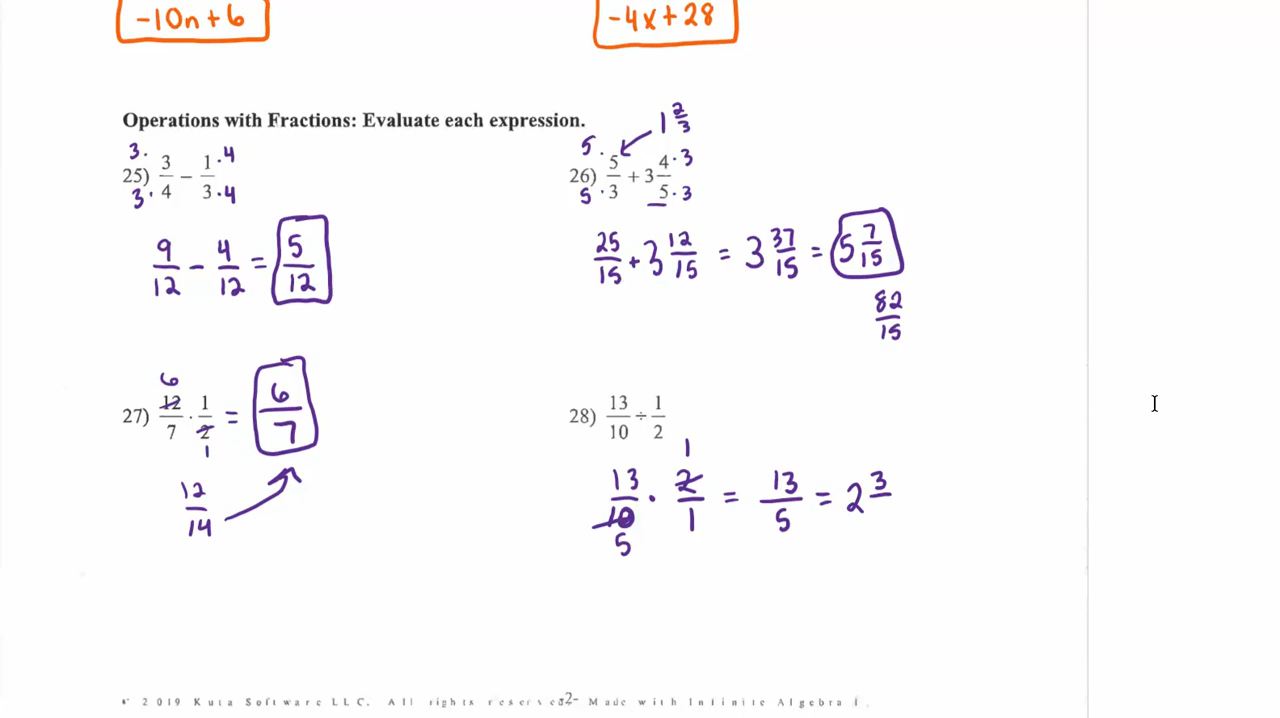 -10n+6
-4x+28
Operations with Fractions: Evaluate each expression.
25) 3/4 − 1/3
3· ·4
3· ·4
9/12 − 4/12 = 5/12
1 2/3
26) 5/3 + 3 4/5
5· ·3
5· ·3
25/15 + 3 12/15 = 3 37/15 = 5 7/15
82/15
27) 12/7 · 1/2 = 6/7
6
1
12/14
28) 13/10 ÷ 1/2
1
13/10 · 2/1 = 13/5 = 2 3
5
© 2019 Kuta Software LLC. All rights reserved. -2- Made with Infinite Algebra 1.